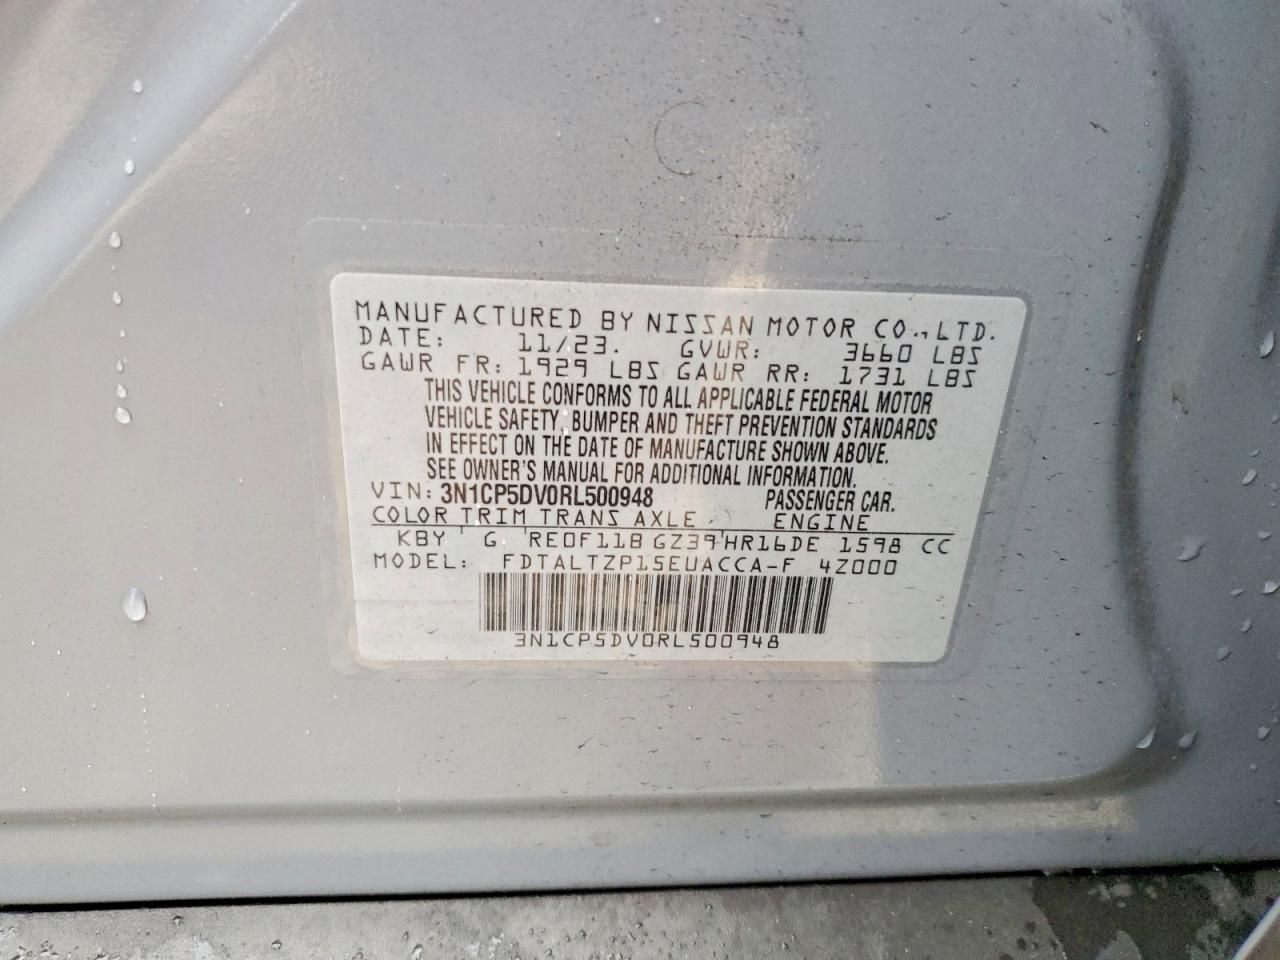 MANUFACTURED BY NISSAN MOTOR CO.,LTD.
DATE: 11/23. GVWR: 3660 LBS
GAWR FR: 1929 LBS GAWR RR: 1731 LBS
THIS VEHICLE CONFORMS TO ALL APPLICABLE FEDERAL MOTOR
VEHICLE SAFETY, BUMPER AND THEFT PREVENTION STANDARDS
IN EFFECT ON THE DATE OF MANUFACTURE SHOWN ABOVE.
SEE OWNER'S MANUAL FOR ADDITIONAL INFORMATION.
VIN: 3N1CP5DV0RL500948 PASSENGER CAR.
COLOR TRIM TRANS AXLE ENGINE
KBY G RE0F11B GZ39 HR16DE 1598 CC
MODEL: FDTALTZP15EUACCA-F 4Z000
3N1CP5DV0RL500948